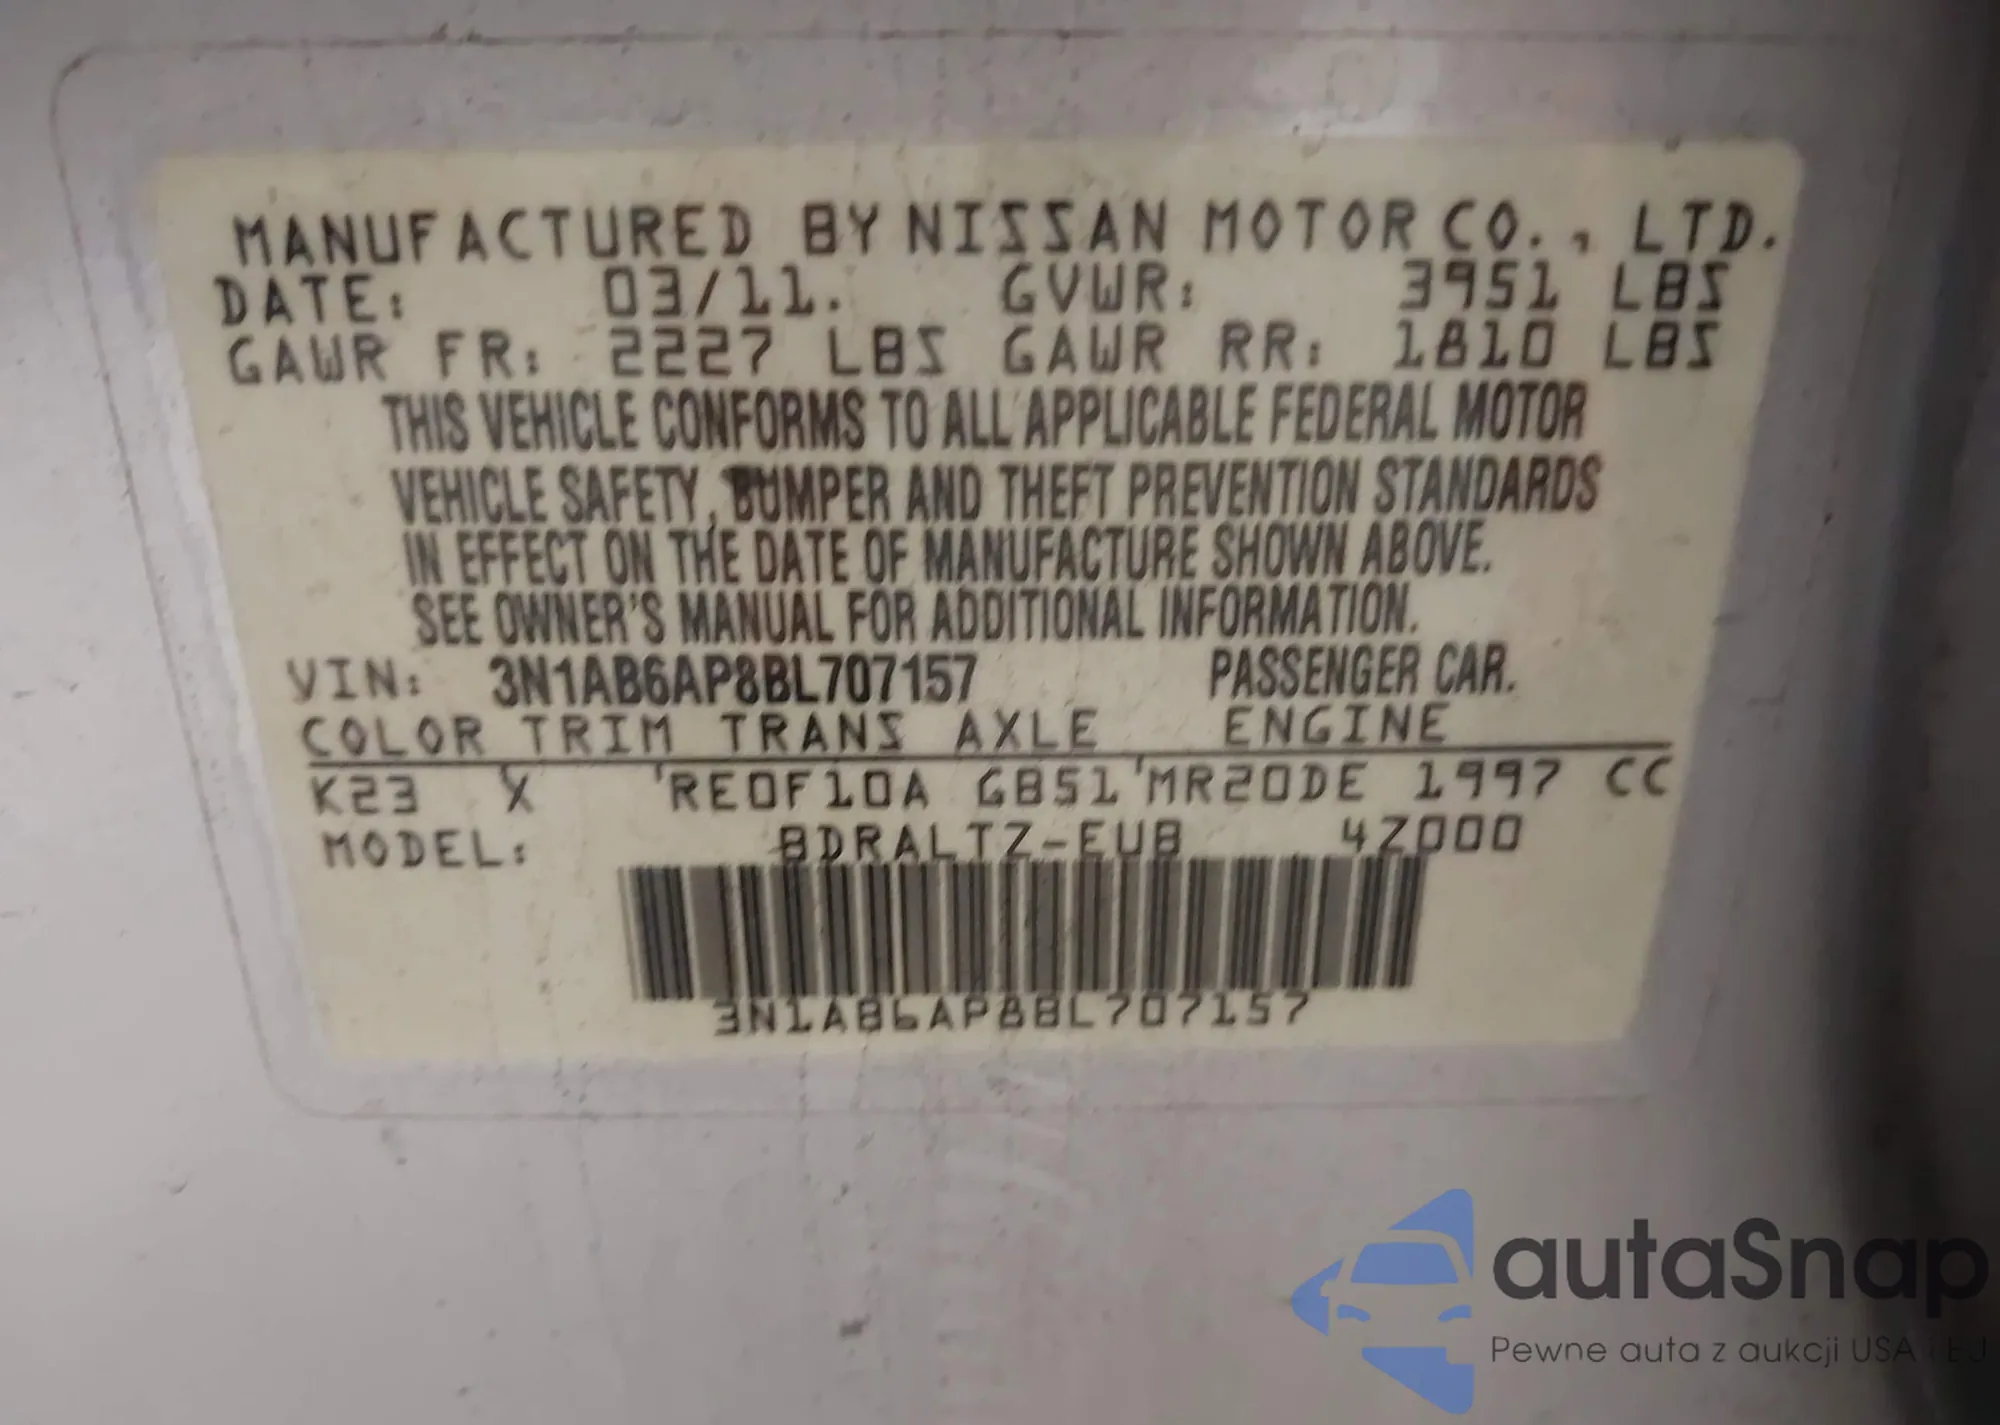 MANUFACTURED BY NISSAN MOTOR CO., LTD.
DATE: 03/11. GVWR: 3951 LBS
GAWR FR: 2227 LBS GAWR RR: 1810 LBS
THIS VEHICLE CONFORMS TO ALL APPLICABLE FEDERAL MOTOR
VEHICLE SAFETY, BUMPER AND THEFT PREVENTION STANDARDS
IN EFFECT ON THE DATE OF MANUFACTURE SHOWN ABOVE.
SEE OWNER'S MANUAL FOR ADDITIONAL INFORMATION.
VIN: 3N1AB6AP8BL707157 PASSENGER CAR.
COLOR TRIM TRANS AXLE ENGINE
K23 X RE0F10A GB51 MR20DE 1997 CC
MODEL: BDRALTZ-EUB 4Z000
3N1AB6AP8BL707157
autaSnap
Pewne auta z aukcji USA i EU